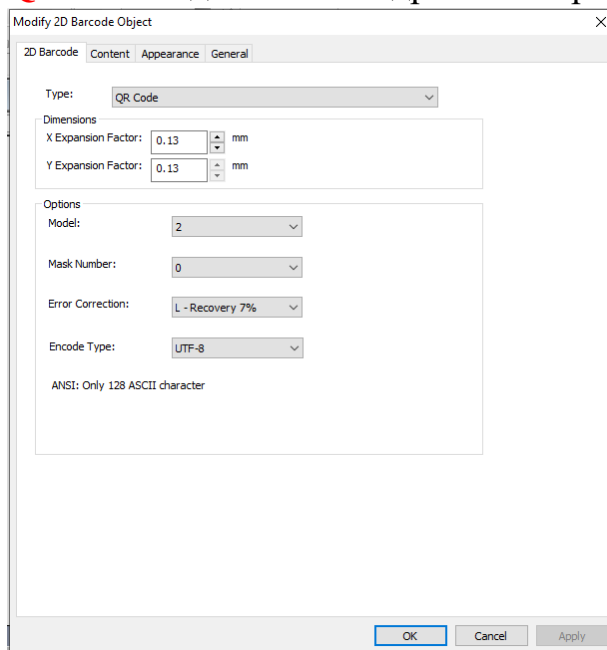 Modify 2D Barcode Object
2D Barcode Content Appearance General
Type: QR Code
Dimensions
X Expansion Factor: 0.13 mm
Y Expansion Factor: 0.13 mm
Options
Model: 2
Mask Number: 0
Error Correction: L - Recovery 7%
Encode Type: UTF-8
ANSI: Only 128 ASCII character
OK Cancel Apply